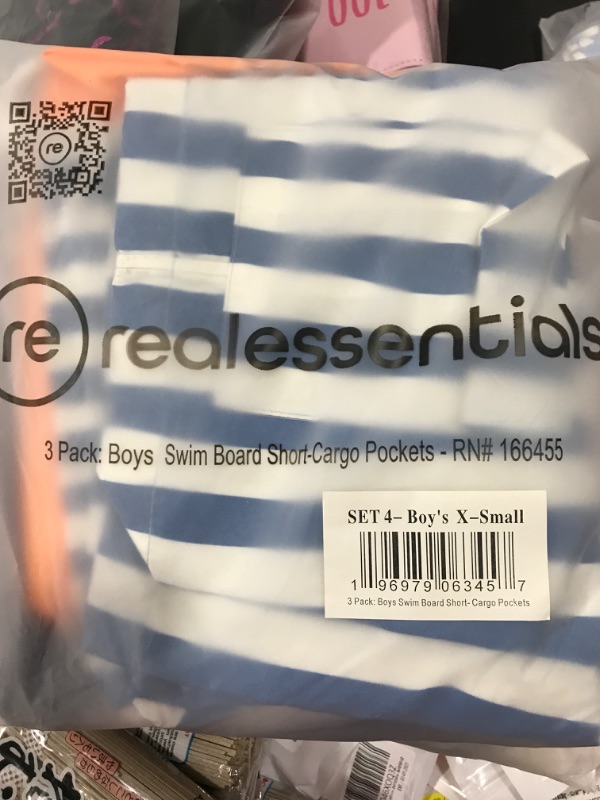 100
re
re realessentials
3 Pack: Boys Swim Board Short-Cargo Pockets - RN# 166455
SET 4- Boy's X-Small
1 96979 06345 7
3 Pack: Boys Swim Board Short- Cargo Pockets